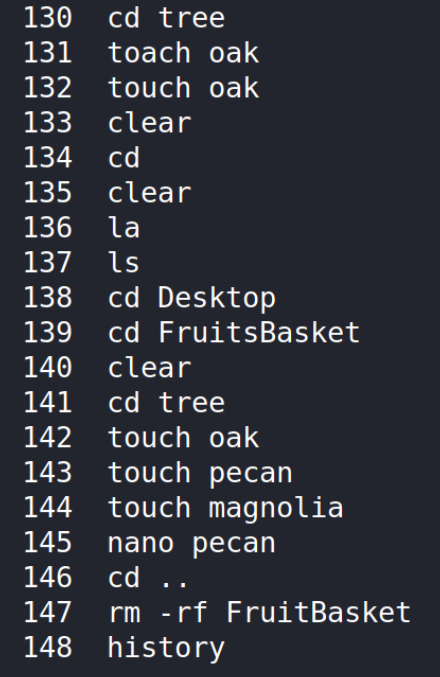 130  cd tree
131  toach oak
132  touch oak
133  clear
134  cd
135  clear
136  la
137  ls
138  cd Desktop
139  cd FruitsBasket
140  clear
141  cd tree
142  touch oak
143  touch pecan
144  touch magnolia
145  nano pecan
146  cd ..
147  rm -rf FruitBasket
148  history